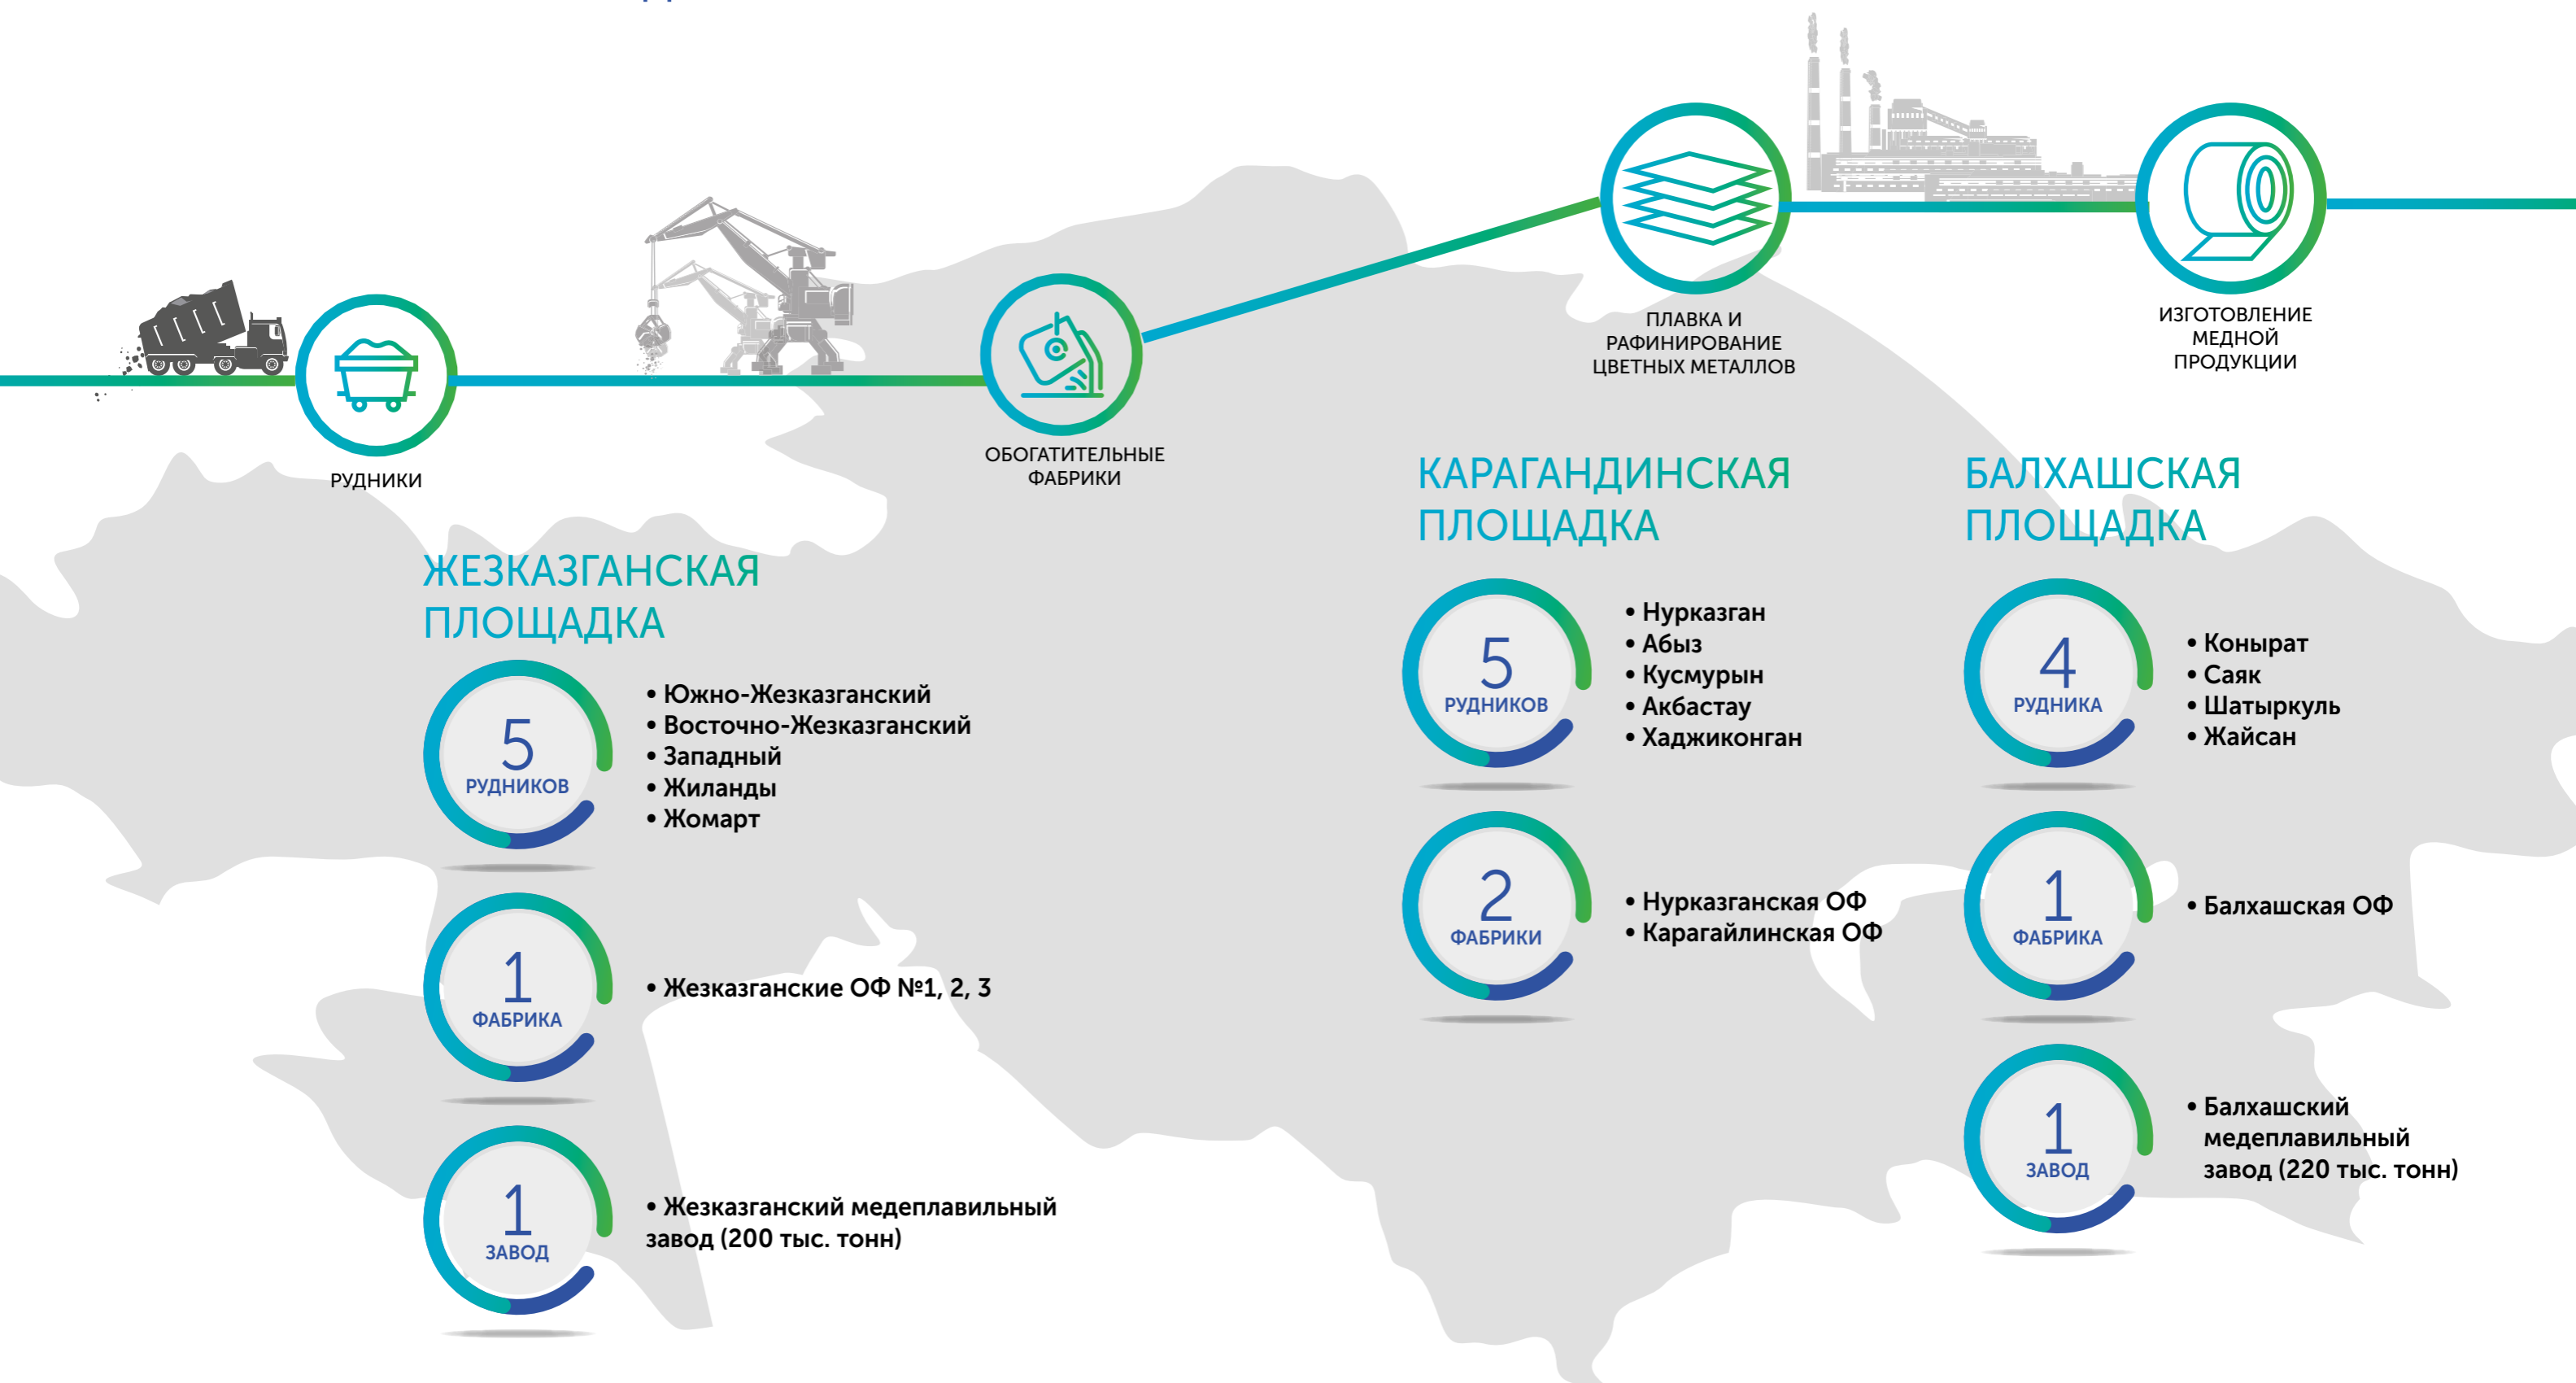 РУДНИКИ
ОБОГАТИТЕЛЬНЫЕ
ФАБРИКИ
ПЛАВКА И
РАФИНИРОВАНИЕ
ЦВЕТНЫХ МЕТАЛЛОВ
ИЗГОТОВЛЕНИЕ
МЕДНОЙ
ПРОДУКЦИИ
ЖЕЗКАЗГАНСКАЯ
ПЛОЩАДКА
5
РУДНИКОВ
• Южно-Жезказганский
• Восточно-Жезказганский
• Западный
• Жиланды
• Жомарт
1
ФАБРИКА
• Жезказганские ОФ №1, 2, 3
1
ЗАВОД
• Жезказганский медеплавильный
завод (200 тыс. тонн)
КАРАГАНДИНСКАЯ
ПЛОЩАДКА
5
РУДНИКОВ
• Нурказган
• Абыз
• Кусмурын
• Акбастау
• Хаджиконган
2
ФАБРИКИ
• Нурказганская ОФ
• Карагайлинская ОФ
БАЛХАШСКАЯ
ПЛОЩАДКА
4
РУДНИКА
• Конырат
• Саяк
• Шатыркуль
• Жайсан
1
ФАБРИКА
• Балхашская ОФ
1
ЗАВОД
• Балхашский
медеплавильный
завод (220 тыс. тонн)